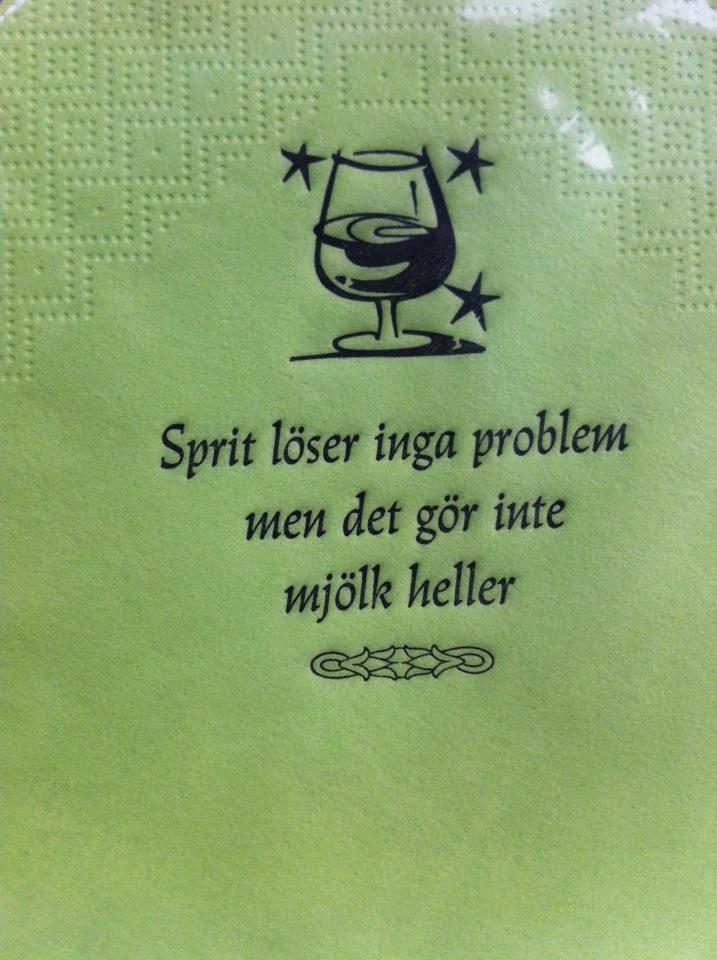 Sprit löser inga problem
men det gör inte
mjölk heller